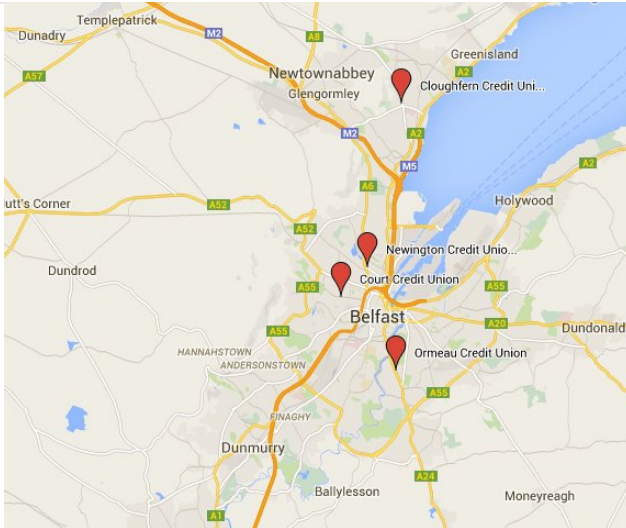 Templepatrick
Dunadry
M2
A8
Greenisland
A57
Newtownabbey
A2
Glengormley
Cloughfern Credit Uni...
M2
A2
M5
A2
A6
Holywood
utt's Corner
A52
A52
Newington Credit Unio...
Dundrod
Court Credit Union
A55
A55
Belfast
A20
A55
Dundonald
HANNAHSTOWN
Ormeau Credit Union
ANDERSONSTOWN
A55
FINAGHY
Dunmurry
A24
Ballylesson
Moneyreagh
A1